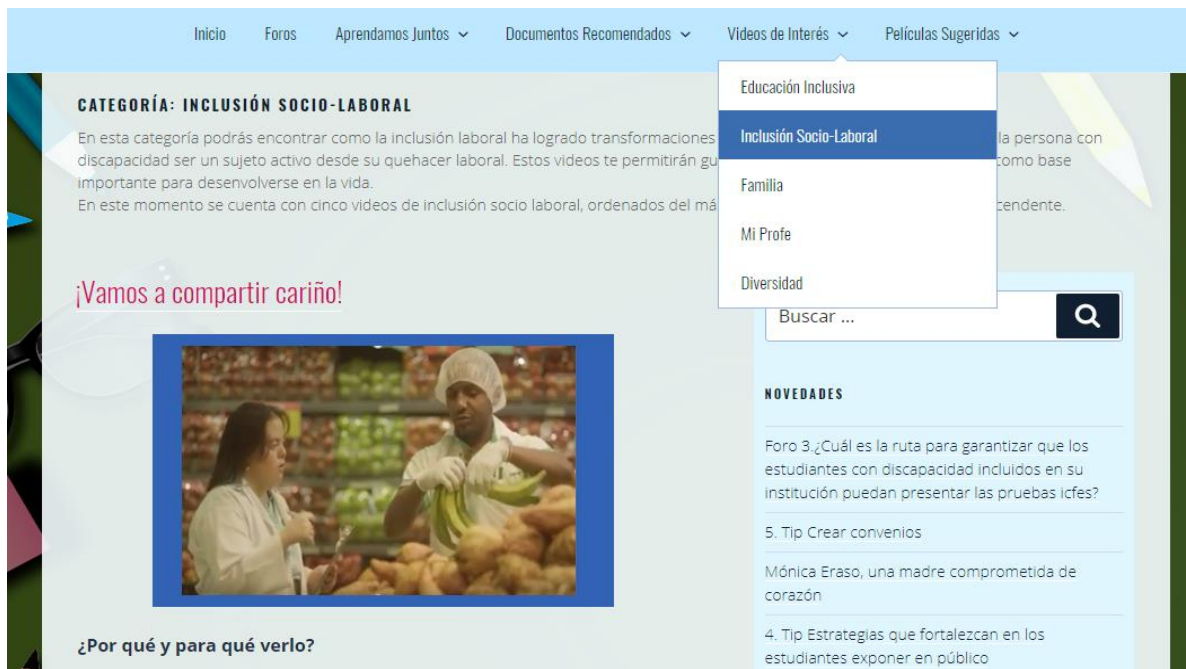 Inicio
Foros
Aprendamos Juntos
Documentos Recomendados
Videos de Interés
Películas Sugeridas
Educación Inclusiva
Inclusión Socio-Laboral
Familia
Mi Profe
Diversidad
CATEGORÍA: INCLUSIÓN SOCIO-LABORAL
En esta categoría podrás encontrar como la inclusión laboral ha logrado transformaciones la persona con
discapacidad ser un sujeto activo desde su quehacer laboral. Estos videos te permitirán como base
importante para desenvolverse en la vida.
En este momento se cuenta con cinco videos de inclusión socio laboral, ordenados del
¡Vamos a compartir cariño!
¿Por qué y para qué verlo?
Buscar ...
NOVEDADES
Foro 3.¿Cuál es la ruta para garantizar que los
estudiantes con discapacidad incluidos en su
institución puedan presentar las pruebas icfes?
5. Tip Crear convenios
Mónica Eraso, una madre comprometida de
corazón
4. Tip Estrategias que fortalezcan en los
estudiantes exponer en público